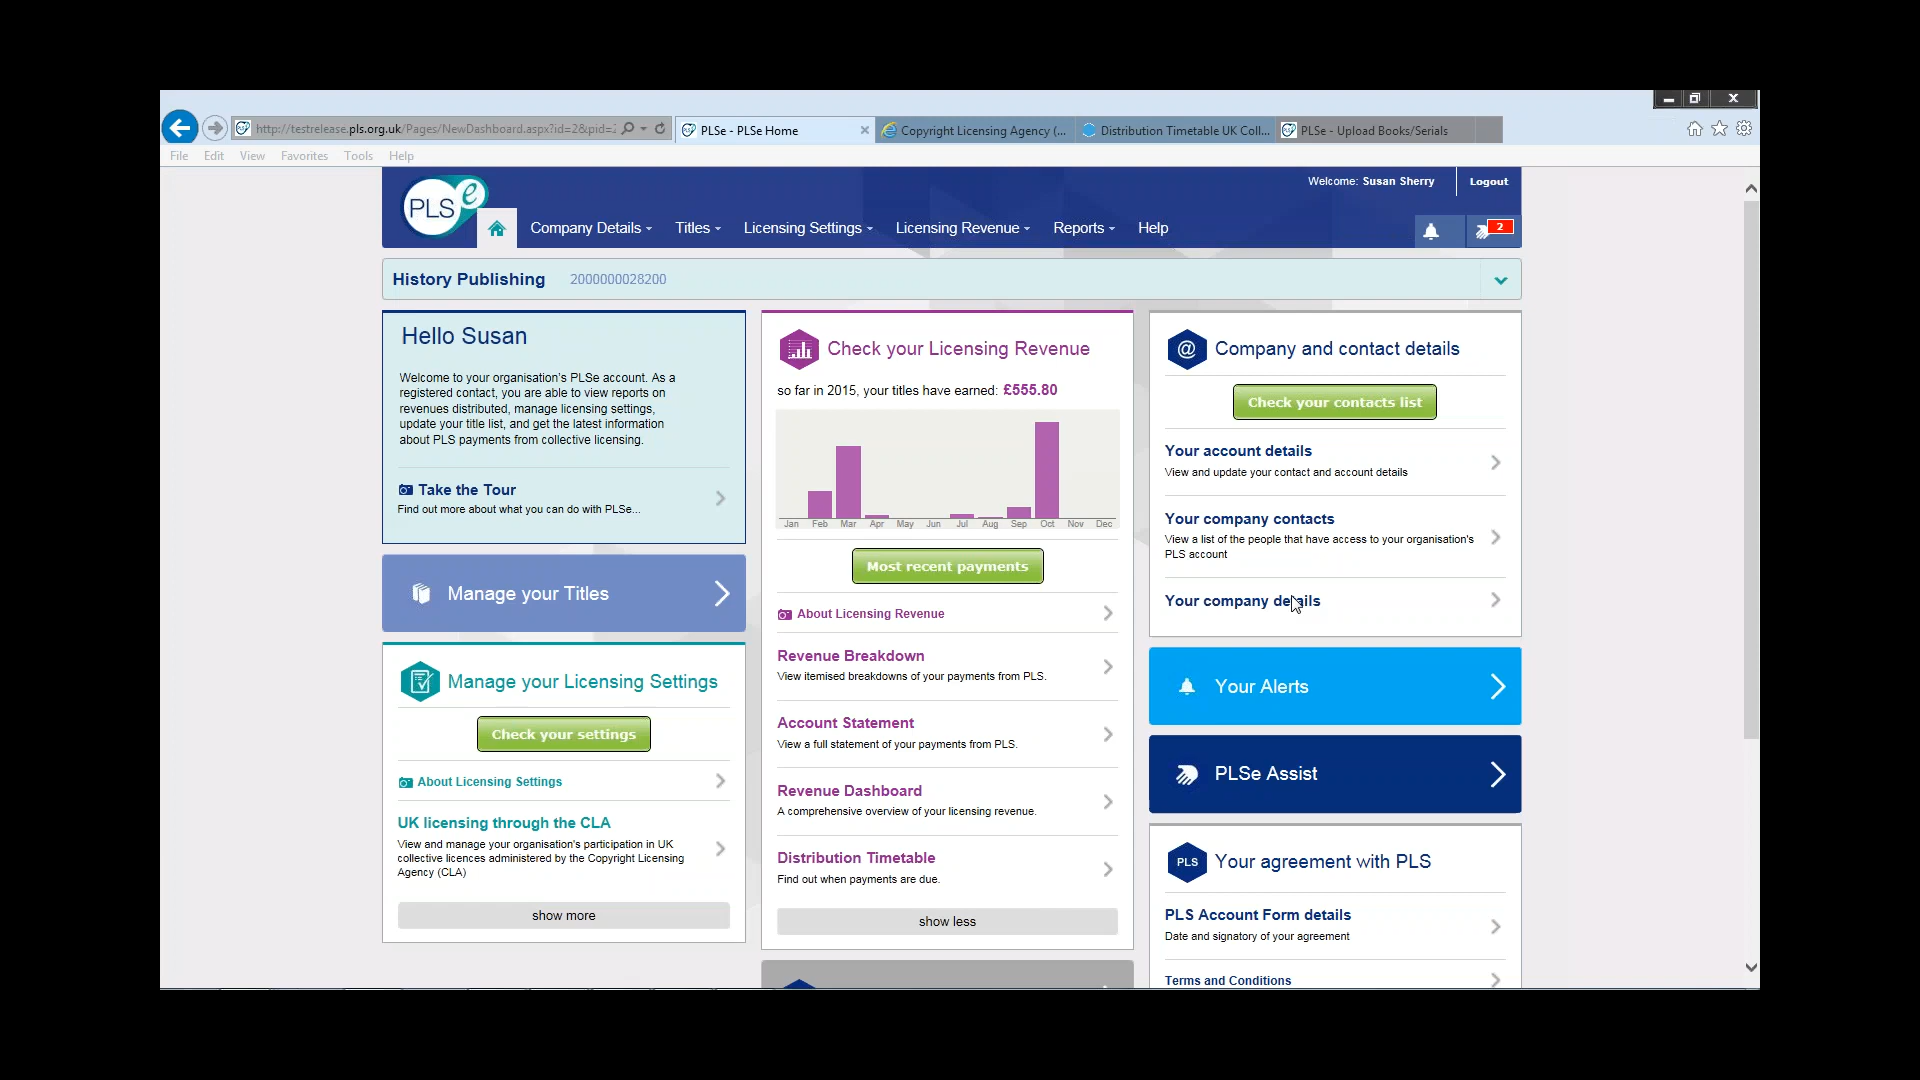 http://testrelease.pls.org.uk/Pages/NewDashboard.aspx?id=2&pid=2
PLSe - PLSe Home
Copyright Licensing Agency (...
Distribution Timetable UK Coll...
PLSe - Upload Books/Serials
File Edit View Favorites Tools Help
PLS e
Welcome: Susan Sherry
Logout
Company Details
Titles
Licensing Settings
Licensing Revenue
Reports
Help
2
History Publishing 2000000028200
Hello Susan
Welcome to your organisation's PLSe account. As a
registered contact, you are able to view reports on
revenues distributed, manage licensing settings,
update your title list, and get the latest information
about PLS payments from collective licensing.
Take the Tour
Find out more about what you can do with PLSe...
Manage your Titles
Manage your Licensing Settings
Check your settings
About Licensing Settings
UK licensing through the CLA
View and manage your organisation's participation in UK
collective licences administered by the Copyright Licensing
Agency (CLA)
show more
Check your Licensing Revenue
so far in 2015, your titles have earned: £555.80
Jan Feb Mar Apr May Jun Jul Aug Sep Oct Nov Dec
Most recent payments
About Licensing Revenue
Revenue Breakdown
View itemised breakdowns of your payments from PLS.
Account Statement
View a full statement of your payments from PLS.
Revenue Dashboard
A comprehensive overview of your licensing revenue.
Distribution Timetable
Find out when payments are due.
show less
@
Company and contact details
Check your contacts list
Your account details
View and update your contact and account details
Your company contacts
View a list of the people that have access to your organisation's
PLS account
Your company details
Your Alerts
PLSe Assist
PLS
Your agreement with PLS
PLS Account Form details
Date and signatory of your agreement
Terms and Conditions